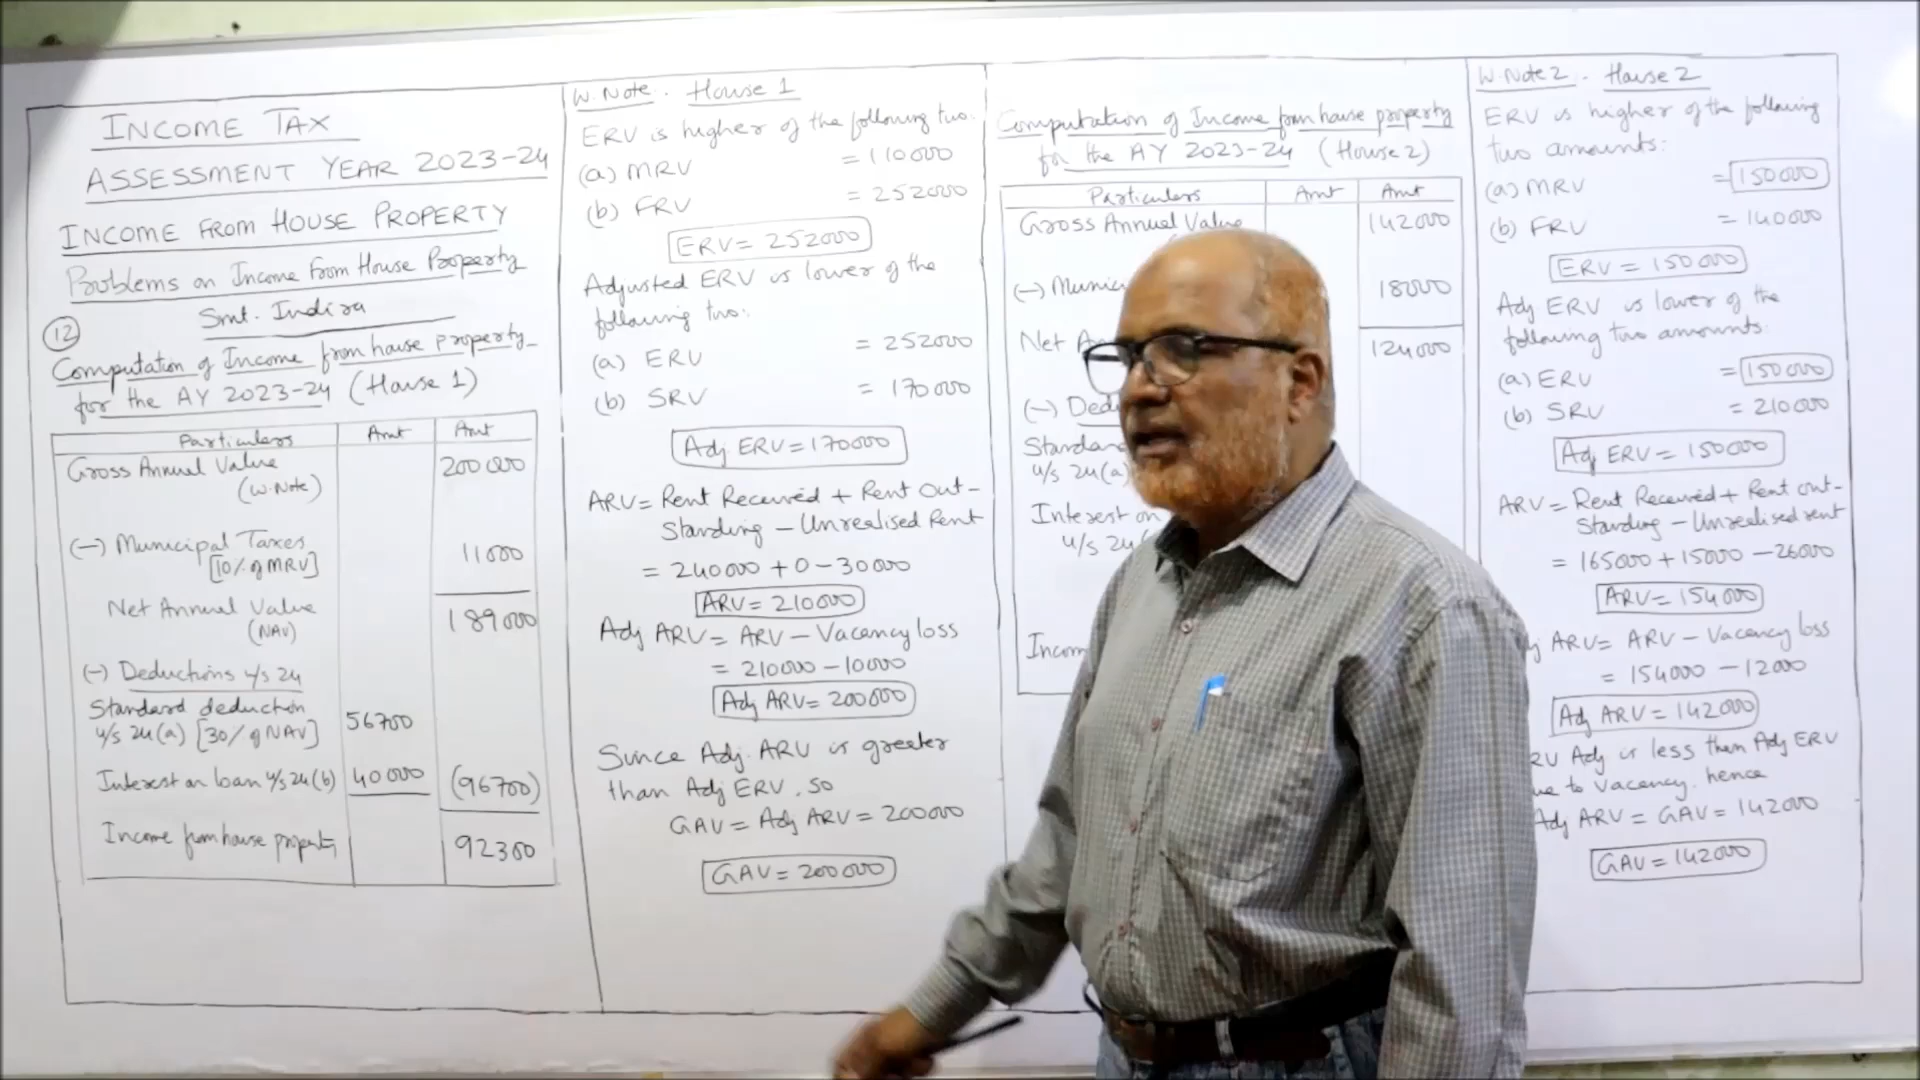 INCOME TAX
ASSESSMENT YEAR 2023-24
INCOME FROM HOUSE PROPERTY
Problems on Income from House Property
12
Smt. Indira
Computation of Income from house property
for the AY 2023-24 (House 1)
Particulars Amt Amt
Gross Annual Value 200000
(W.Note)
(-) Municipal Taxes 11000
[10% of MRV]
Net Annual Value 189000
(NAV)
(-) Deductions u/s 24
Standard deduction 56700
u/s 24(a) [30% of NAV]
Interest on loan u/s 24(b) 40000 (96700)
Income from house property 92300
W. Note. House 1
ERV is higher of the following two.
(a) MRV = 110000
(b) FRV = 252000
ERV = 252000
Adjusted ERV is lower of the
following two:
(a) ERV = 252000
(b) SRV = 170000
Adj ERV = 170000
ARV = Rent Received + Rent Out-
Standing - Unrealised Rent
= 240000 + 0 - 30000
ARV = 210000
Adj ARV = ARV - Vacancy loss
= 210000 - 10000
Adj ARV = 200000
Since Adj. ARV is greater
than Adj ERV, so
GAV = Adj ARV = 200000
GAV = 200000
Computation of Income from house property
for the AY 2023-24 (House 2)
Particulars Amt Amt
Gross Annual Value 142000
(-) Munic 18000
Net A 124000
(-) Ded
Standar
u/s 24(a)
Interest on
u/s 24
Incom
W. Note 2. House 2
ERV is higher of the following
two amounts:
(a) MRV = 150000
(b) FRV = 140000
ERV = 150000
Adj ERV is lower of the
following two amounts.
(a) ERV = 150000
(b) SRV = 210000
Adj ERV = 150000
ARV = Rent Received + Rent out-
Standing - Unrealised rent
= 165000 + 15000 - 26000
ARV = 154000
ARV = ARV - Vacancy loss
= 154000 - 12000
Adj ARV = 142000
RV Adj is less than Adj ERV
ue to vacancy. hence
Adj ARV = GAV = 142000
GAV = 142000